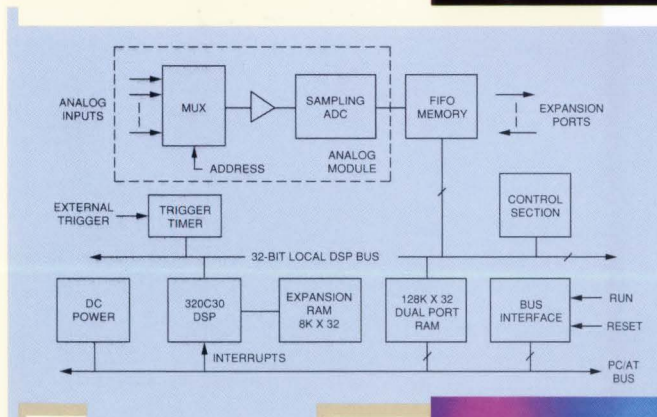 ANALOG
INPUTS
MUX
ADDRESS
SAMPLING
ADC
ANALOG
MODULE
FIFO
MEMORY
EXPANSION
PORTS
EXTERNAL
TRIGGER
TRIGGER
TIMER
CONTROL
SECTION
32-BIT LOCAL DSP BUS
DC
POWER
320C30
DSP
EXPANSION
RAM
8K X 32
128K X 32
DUAL PORT
RAM
BUS
INTERFACE
RUN
RESET
INTERRUPTS
PC/AT
BUS